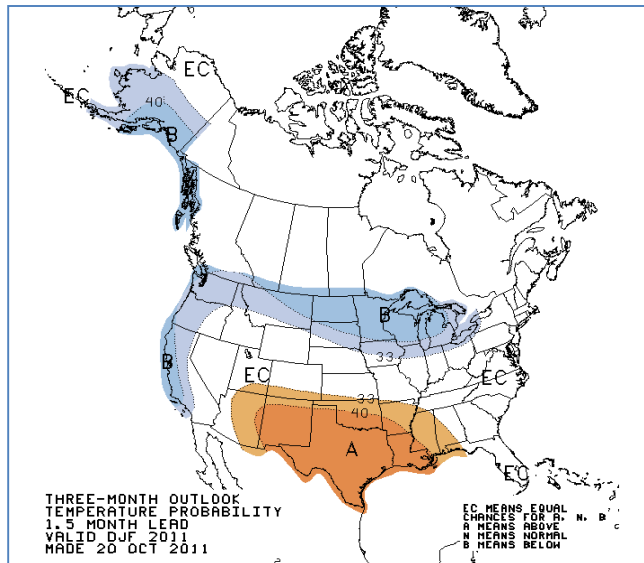 EC
EC
40
B
B
B
33
EC
EC
33
40
A
EC
THREE-MONTH OUTLOOK
TEMPERATURE PROBABILITY
1.5 MONTH LEAD
VALID DJF 2011
MADE 20 OCT 2011
EC MEANS EQUAL
CHANCES FOR A, N, B
A MEANS ABOVE
N MEANS NORMAL
B MEANS BELOW